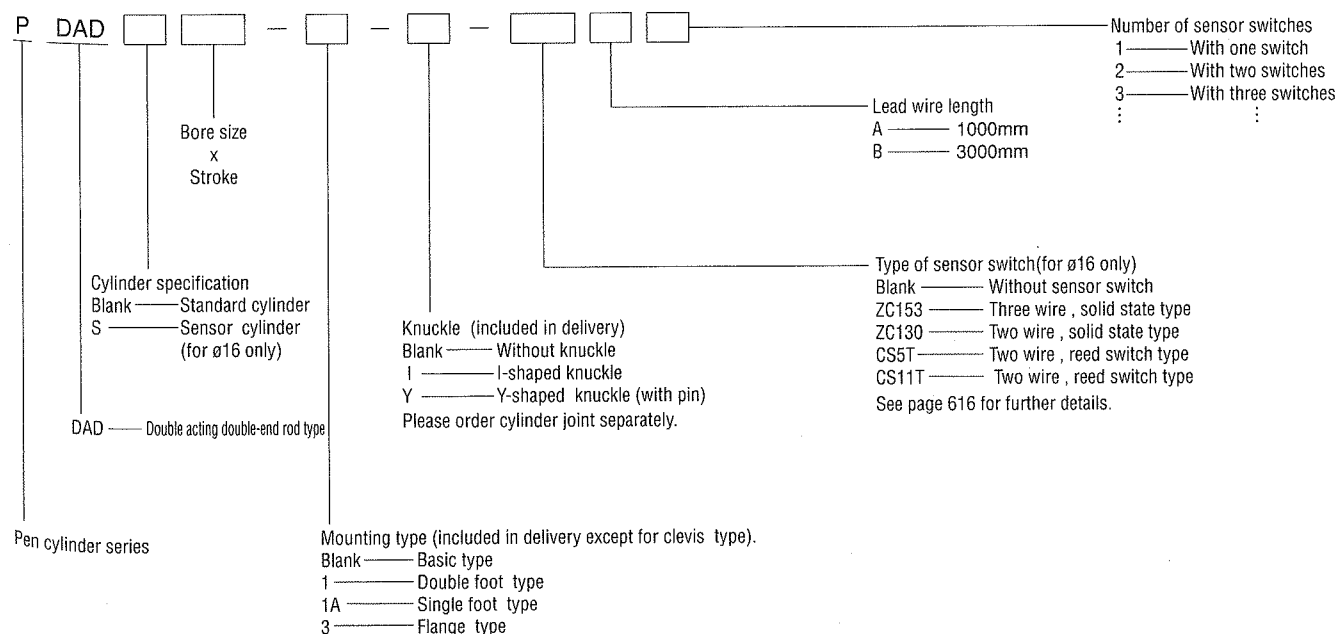 P DAD - - -
Number of sensor switches
1 With one switch
2 With two switches
3 With three switches
⋮ ⋮
Lead wire length
A 1000mm
B 3000mm
Bore size
x
Stroke
Type of sensor switch(for ø16 only)
Blank Without sensor switch
ZC153 Three wire , solid state type
ZC130 Two wire , solid state type
CS5T Two wire , reed switch type
CS11T Two wire , reed switch type
See page 616 for further details.
Cylinder specification
Blank Standard cylinder
S Sensor cylinder
(for ø16 only)
Knuckle (included in delivery)
Blank Without knuckle
I I-shaped knuckle
Y Y-shaped knuckle (with pin)
Please order cylinder joint separately.
DAD Double acting double-end rod type
Pen cylinder series
Mounting type (included in delivery except for clevis type).
Blank Basic type
1 Double foot type
1A Single foot type
3 Flange type